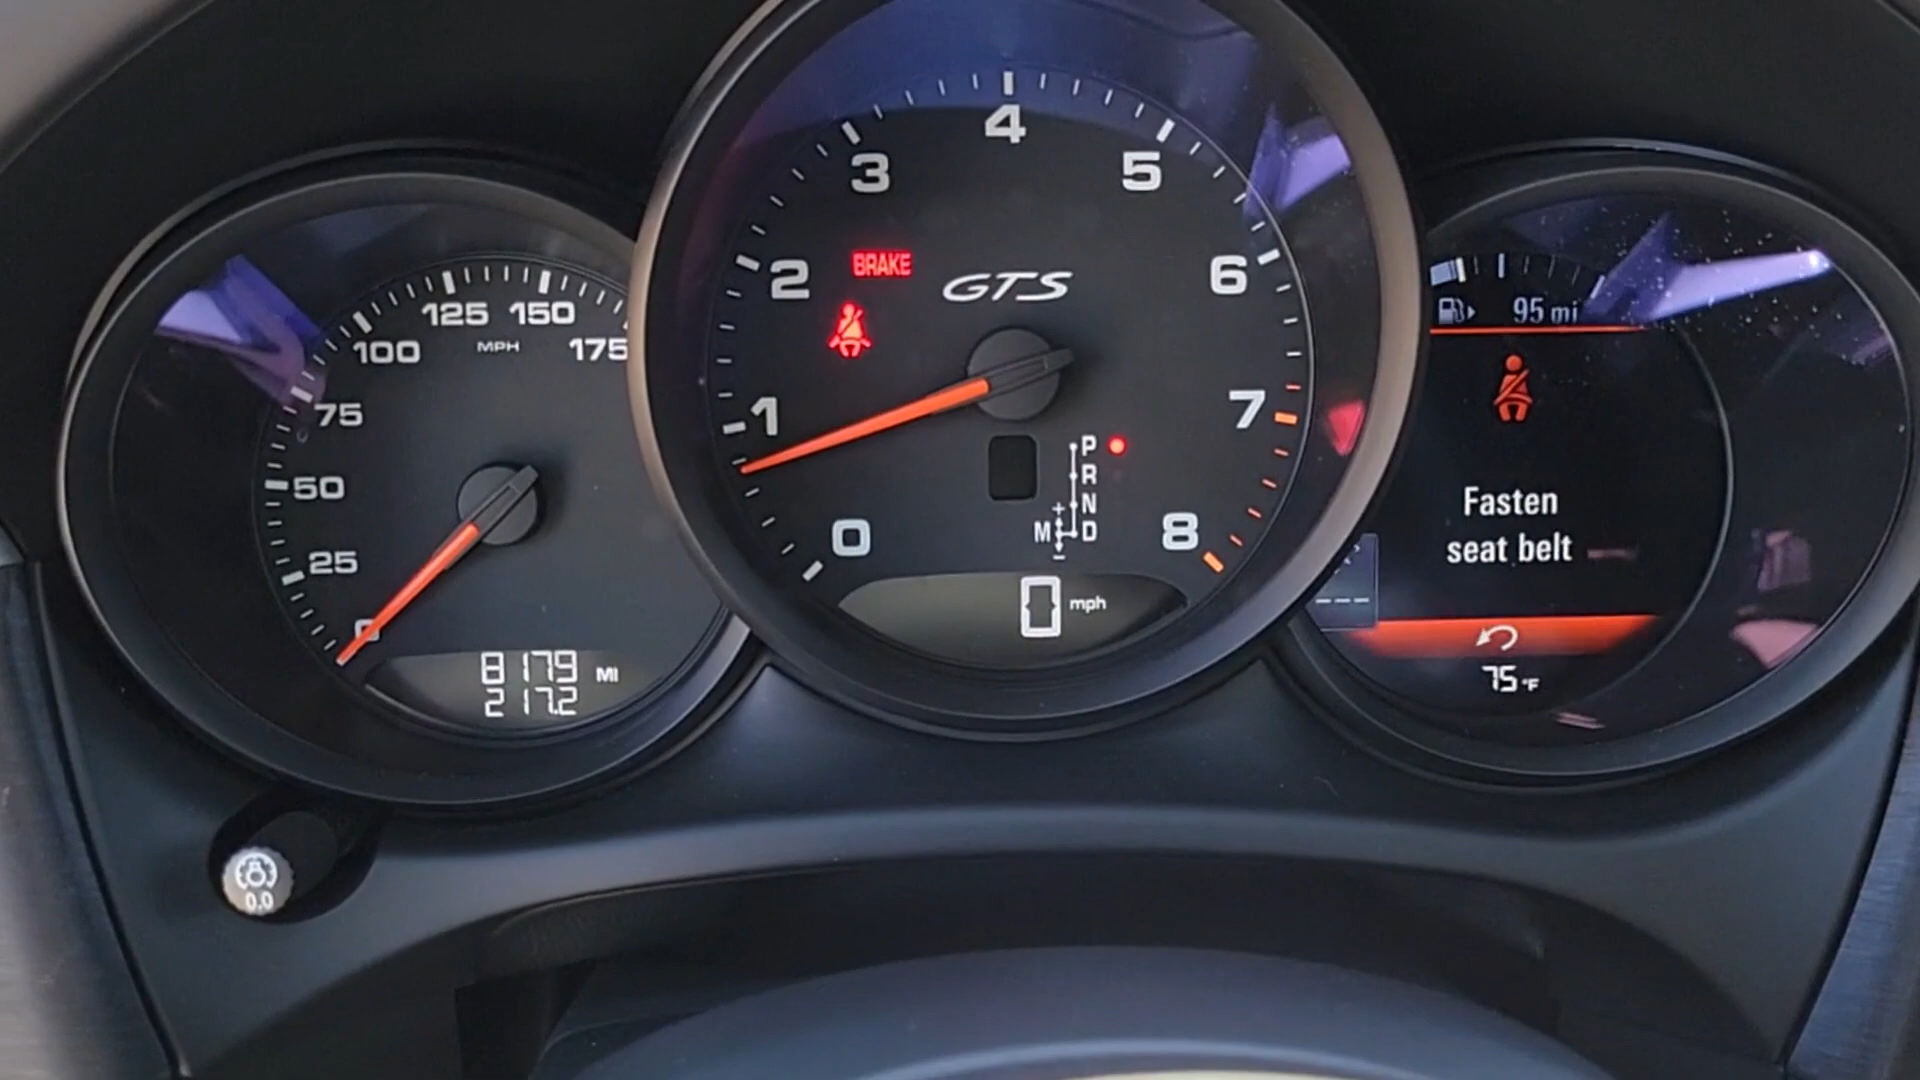 125 150
100 MPH 175
75
50
25
0
8179 MI
217.2
0.0
4
3 5
2 6
BRAKE
GTS
1 7
0 8
P
R
N
M D
+
−
0 mph
95 mi
Fasten
seat belt
---
75°F